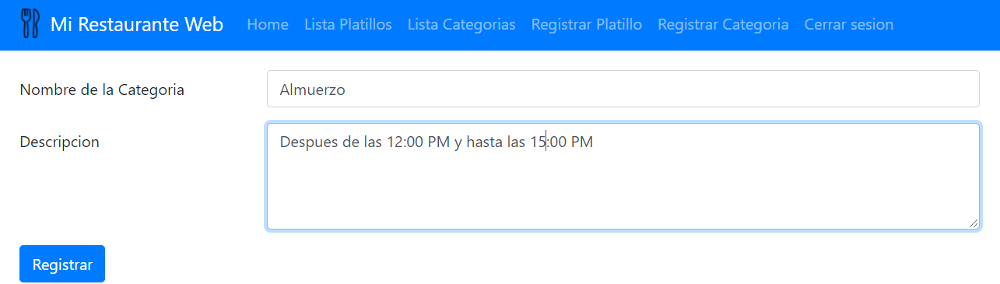 Mi Restaurante Web Home Lista Platillos Lista Categorias Registrar Platillo Registrar Categoria Cerrar sesion
Nombre de la Categoria Almuerzo
Descripcion Despues de las 12:00 PM y hasta las 15:00 PM
Registrar